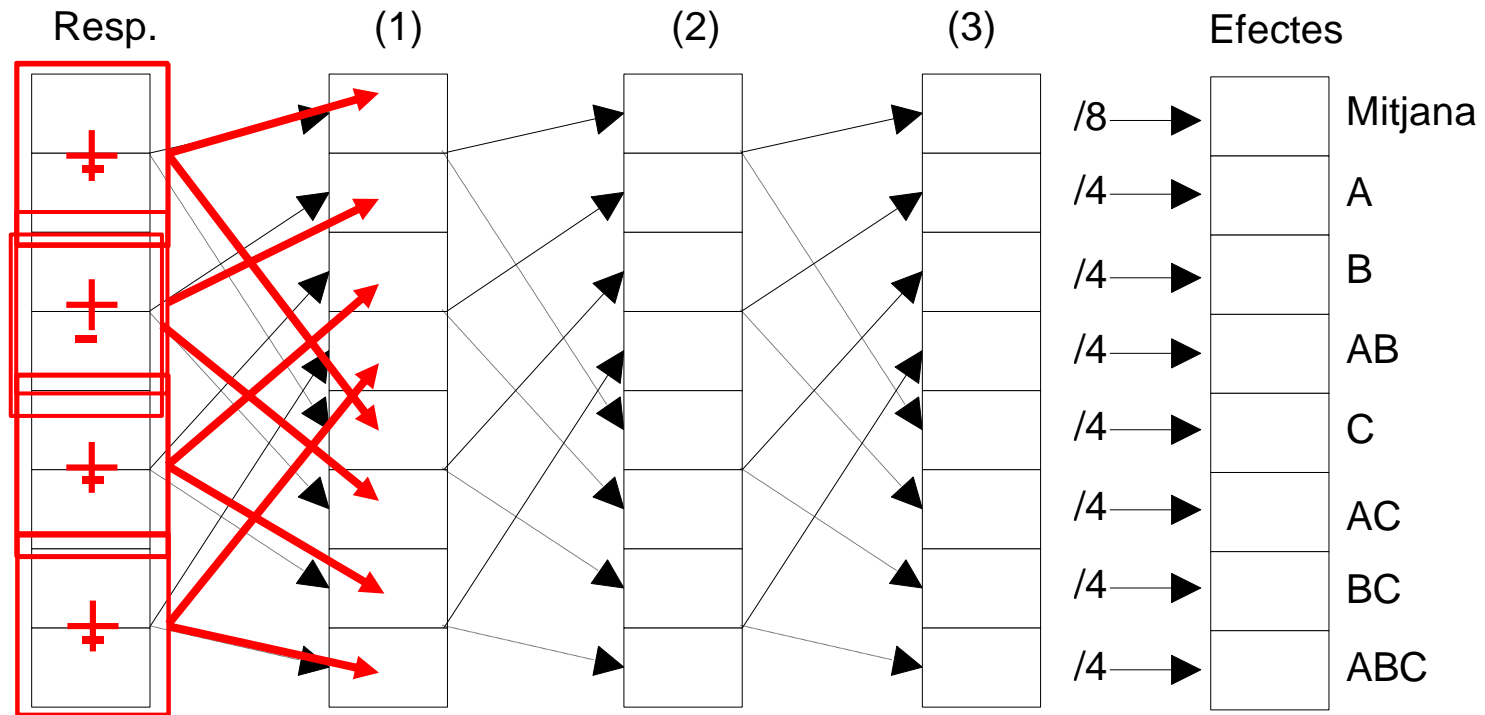 Resp. (1) (2) (3) Efectes
/8 Mitjana
/4 A
/4 B
/4 AB
/4 C
/4 AC
/4 BC
/4 ABC